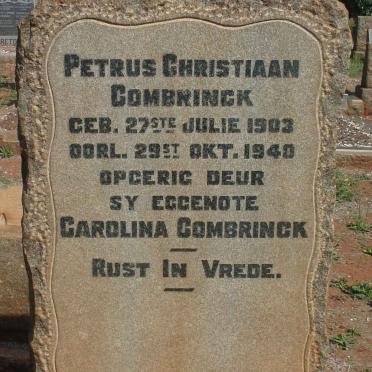 PETRUS CHRISTIAAN
COMBRINCK
GEB. 27STE JULIE 1903
OORL. 29ST OKT. 1940
OPGERIG DEUR
SY EGGENOTE
CAROLINA COMBRINCK
RUST IN VREDE.